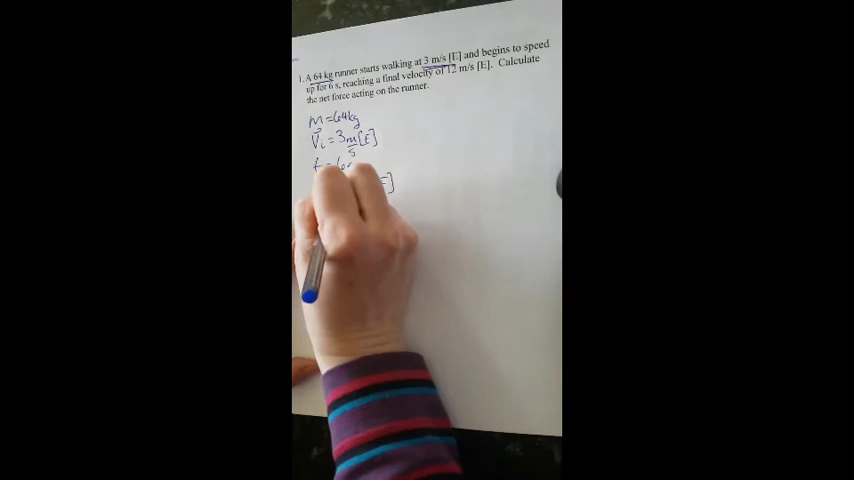 1. A 64 kg runner starts walking at 3 m/s [E] and begins to speed
up for 6 s, reaching a final velocity of 12 m/s [E]. Calculate
the net force acting on the runner.
m=64kg
Vi = 3 m/s [E]
t =
]